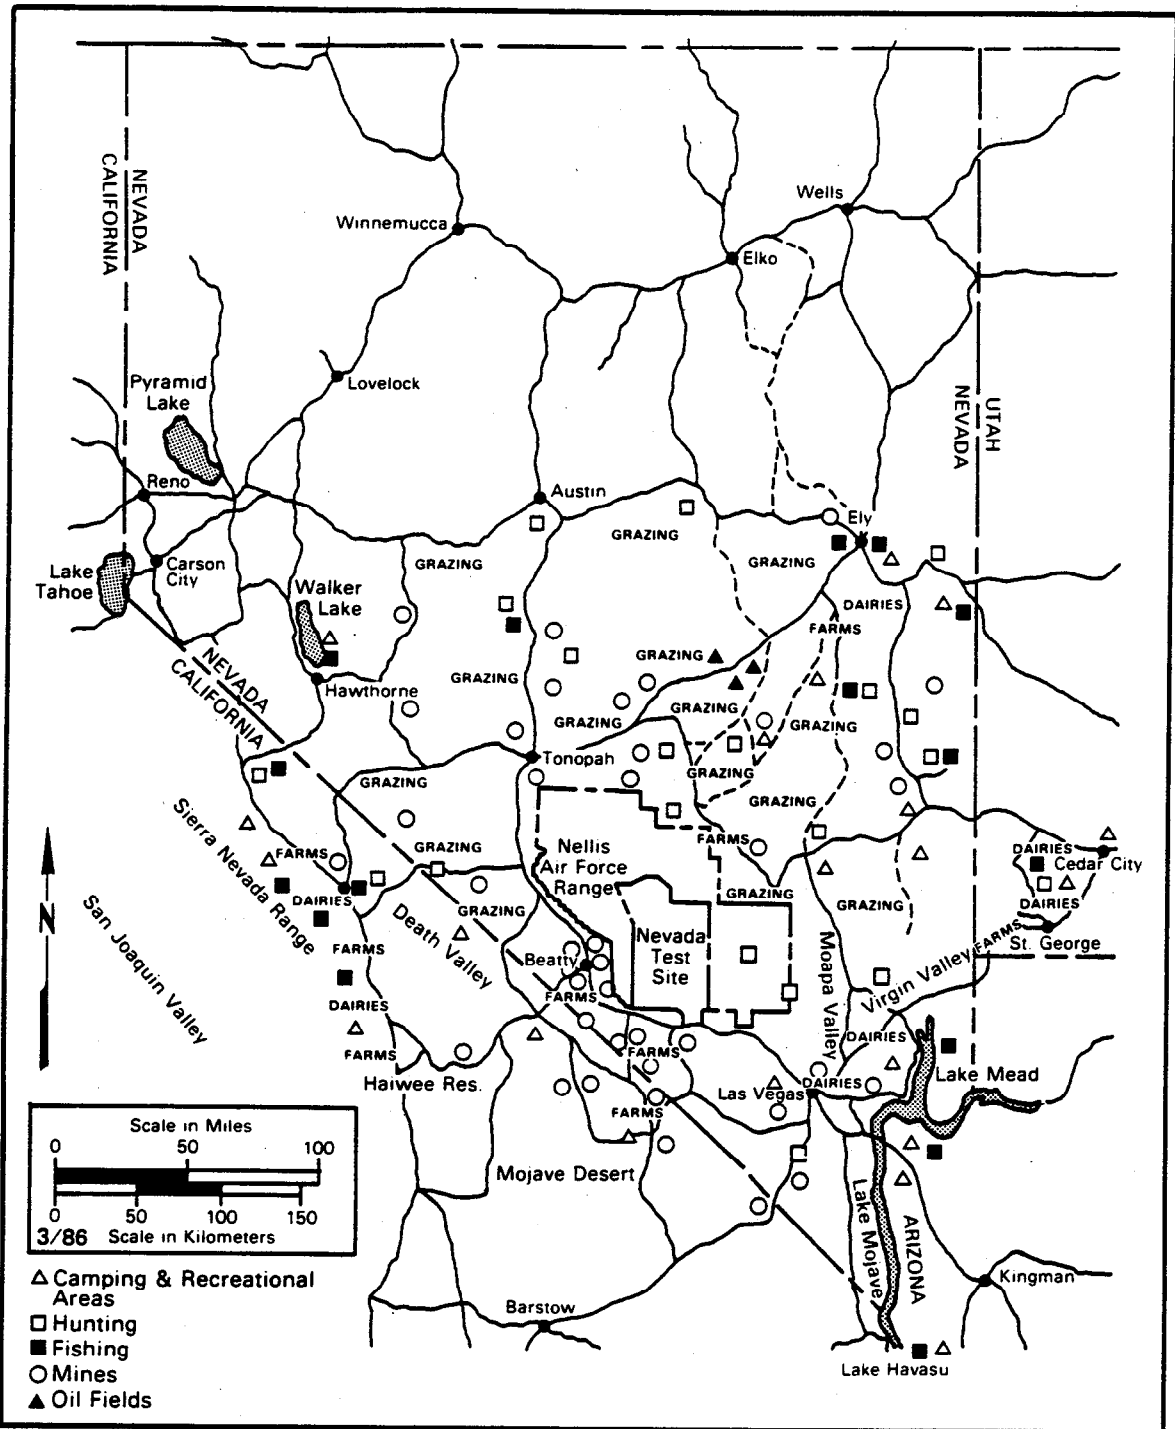 NEVADA
CALIFORNIA
Winnemucca
Wells
Elko
Lovelock
Pyramid
Lake
UTAH
NEVADA
Reno
Austin
Ely
GRAZING
GRAZING
GRAZING
Carson
City
Lake
Tahoe
Walker
Lake
DAIRIES
FARMS
GRAZING
NEVADA
CALIFORNIA
Hawthorne
GRAZING
GRAZING
GRAZING
GRAZING
Tonopah
GRAZING
GRAZING
GRAZING
Sierra Nevada Range
San Joaquin Valley
N
FARMS
GRAZING
Nellis
Air Force
Range
FARMS
DAIRIES
Cedar City
DAIRIES
GRAZING
GRAZING
DAIRIES
GRAZING
Death Valley
FARMS
DAIRIES
FARMS
Haiwee Res.
Beatty
FARMS
Nevada
Test
Site
Moapa Valley
Virgin Valley
FARMS
St. George
DAIRIES
FARMS
Las Vegas
DAIRIES
Lake Mead
FARMS
Mojave Desert
Lake Mojave
ARIZONA
Kingman
Barstow
Lake Havasu
Scale in Miles
0 50 100
0 50 100 150
3/86 Scale in Kilometers
Camping & Recreational
Areas
Hunting
Fishing
Mines
Oil Fields